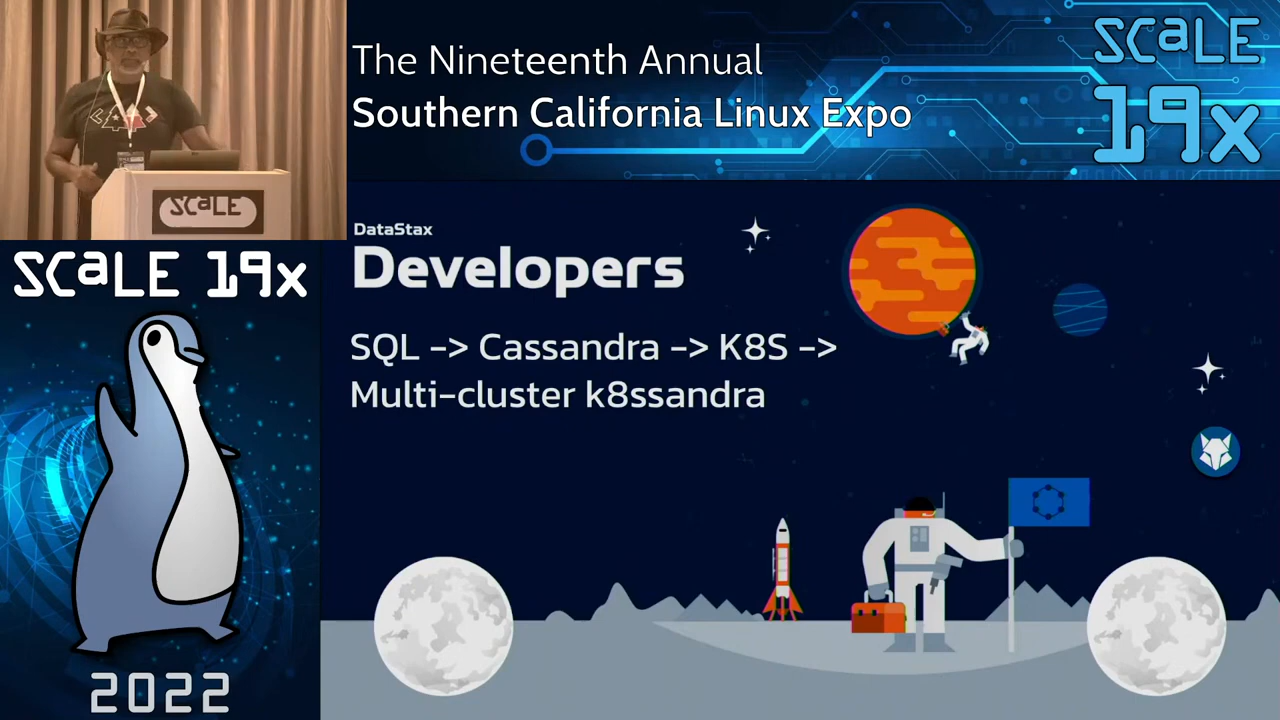 The Nineteenth Annual
Southern California Linux Expo
SCaLE
19x
SCaLE
SCaLE 19x
2022
DataStax
Developers
SQL -> Cassandra -> K8S ->
Multi-cluster k8ssandra